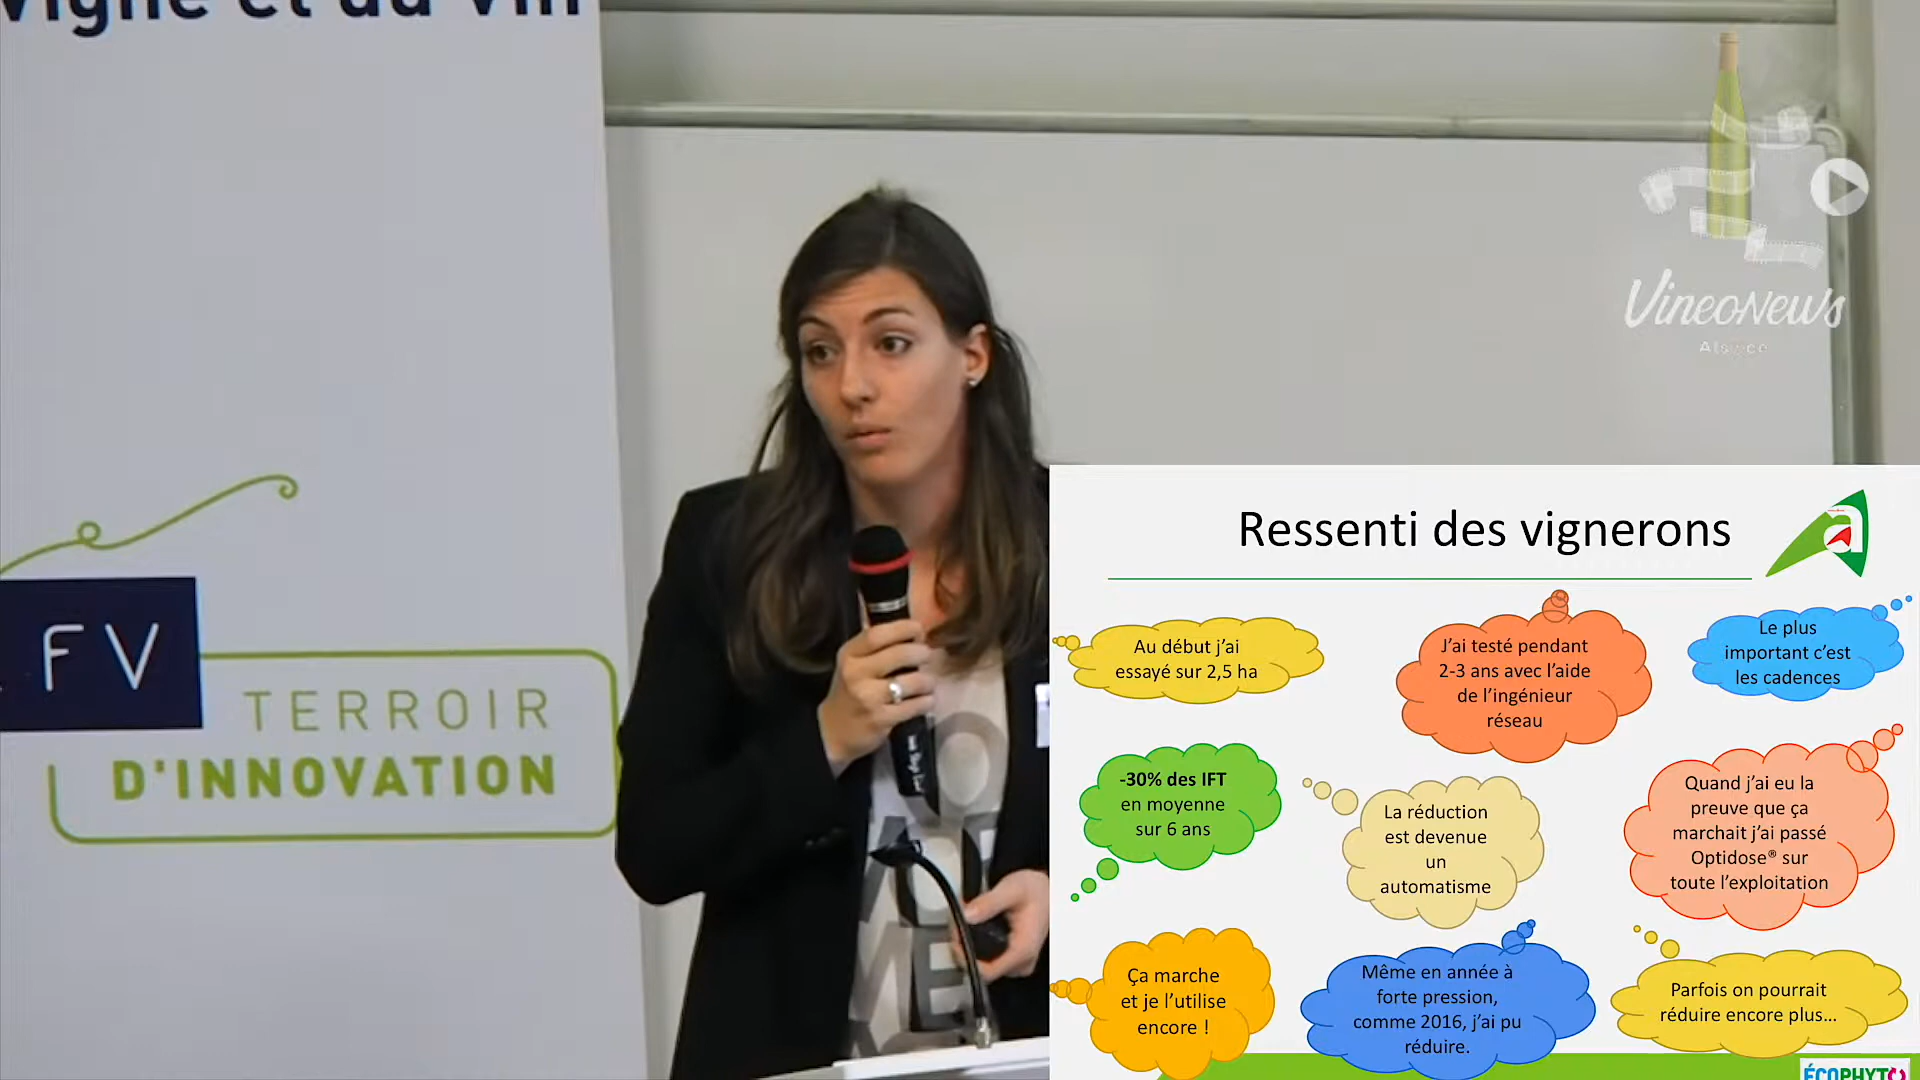 vigne et du vin
FV
TERROIR
D'INNOVATION
VineoNews
Alsace
Ressenti des vignerons
a
Au début j'ai
essayé sur 2,5 ha
J'ai testé pendant
2-3 ans avec l'aide
de l'ingénieur
réseau
Le plus
important c'est
les cadences
-30% des IFT
en moyenne
sur 6 ans
La réduction
est devenue
un
automatisme
Quand j'ai eu la
preuve que ça
marchait j'ai passé
Optidose® sur
toute l'exploitation
Ça marche
et je l'utilise
encore !
Même en année à
forte pression,
comme 2016, j'ai pu
réduire.
Parfois on pourrait
réduire encore plus...
ÉCOPHYTO